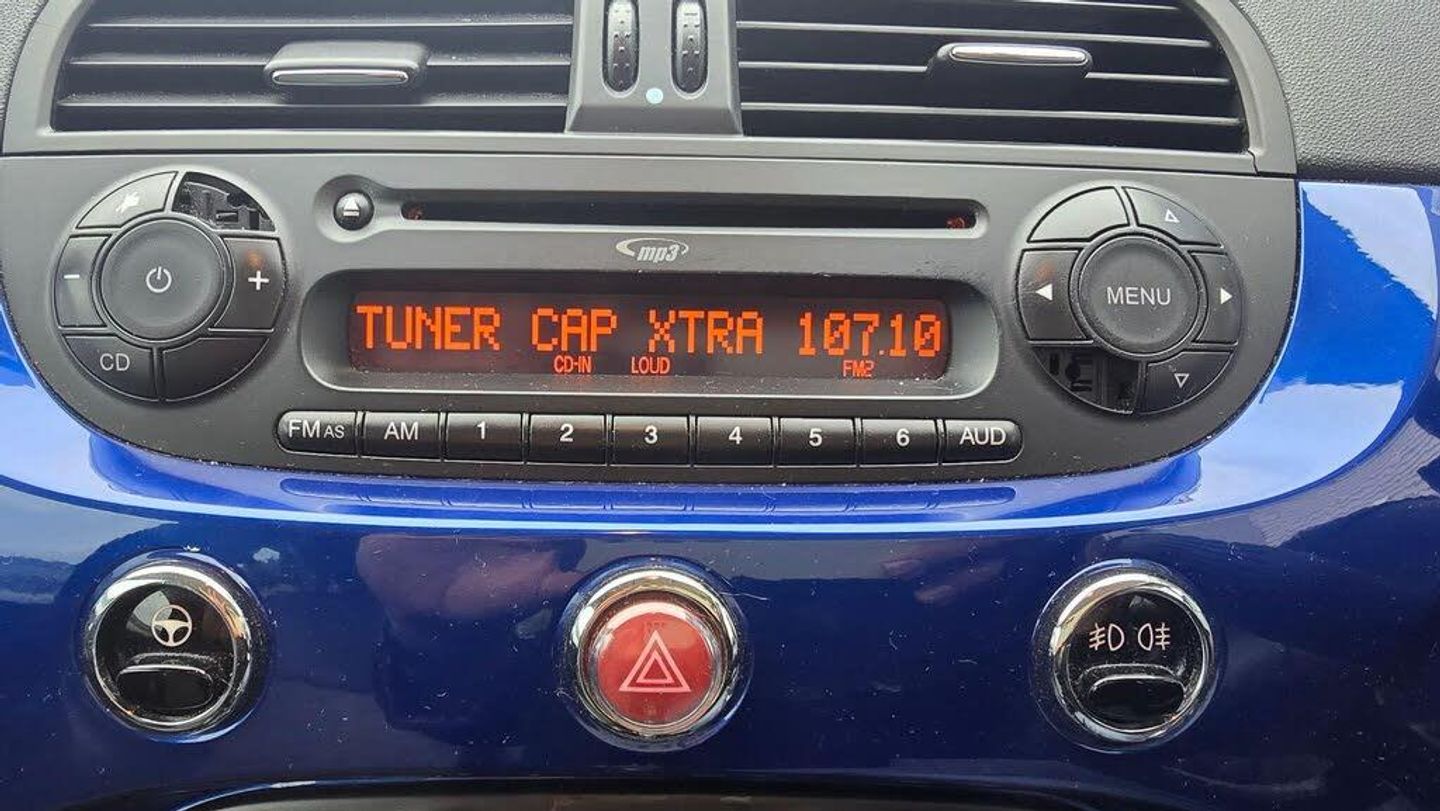 mp3
TUNER CAP XTRA 107.10
CD-IN LOUD FM2
CD
MENU
FM AS AM 1 2 3 4 5 6 AUD